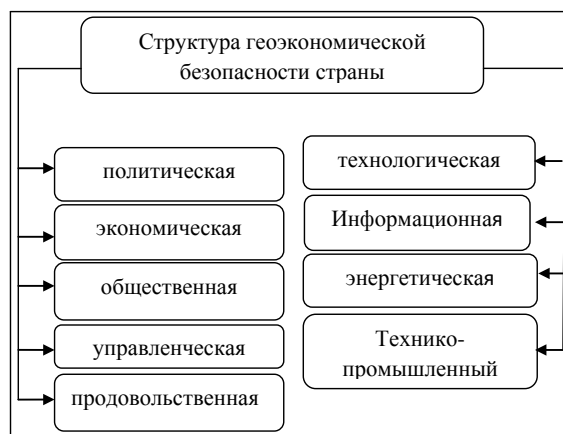 Структура геоэкономической
безопасности страны
политическая
экономическая
общественная
управленческая
продовольственная
технологическая
Информационная
энергетическая
Технико-
промышленный